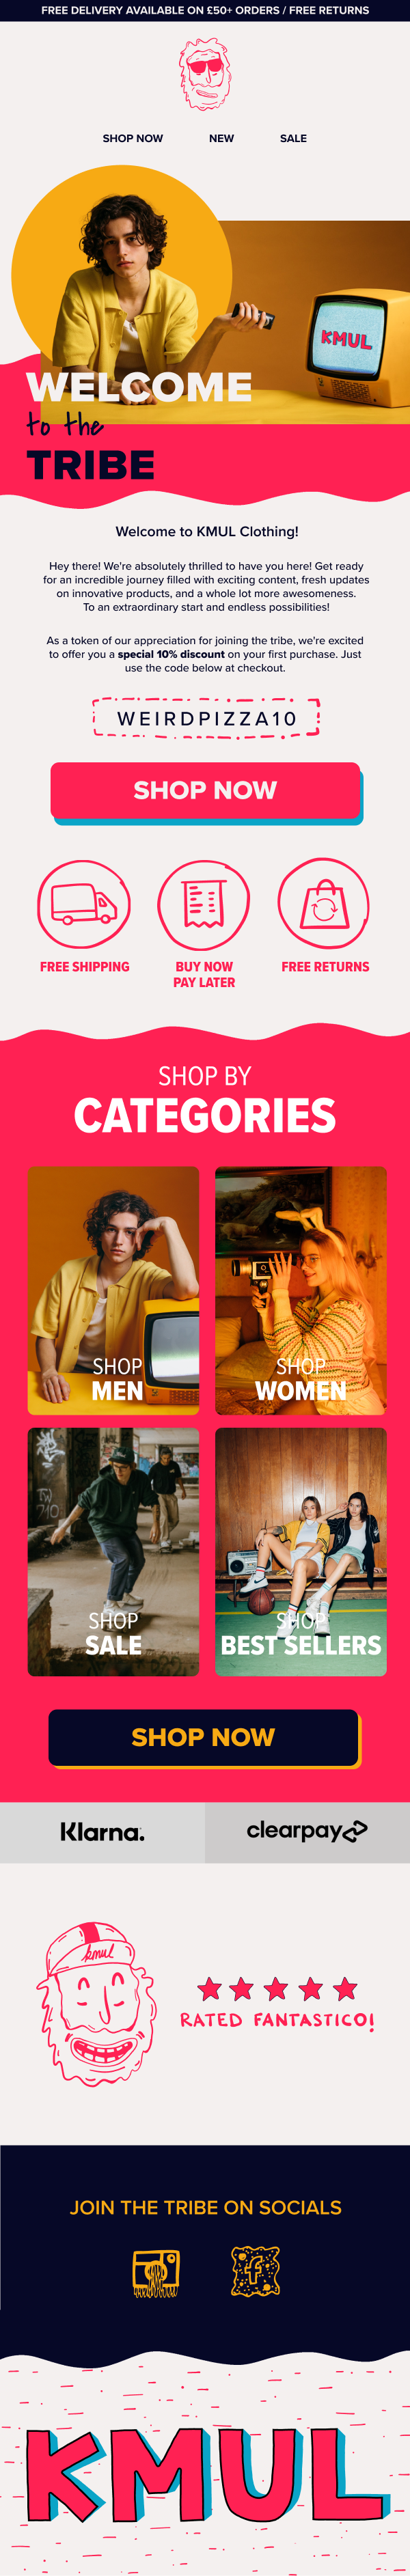 FREE DELIVERY AVAILABLE ON £50+ ORDERS / FREE RETURNS
SHOP NOW NEW SALE
KMUL
WELCOME
to the
TRIBE
Welcome to KMUL Clothing!
Hey there! We're absolutely thrilled to have you here! Get ready
for an incredible journey filled with exciting content, fresh updates
on innovative products, and a whole lot more awesomeness.
To an extraordinary start and endless possibilities!
As a token of our appreciation for joining the tribe, we're excited
to offer you a special 10% discount on your first purchase. Just
use the code below at checkout.
WEIRDPIZZA10
SHOP NOW
FREE SHIPPING
BUY NOW
PAY LATER
FREE RETURNS
SHOP BY
CATEGORIES
SHOP
MEN
SHOP
WOMEN
SHOP
SALE
SHOP
BEST SELLERS
SHOP NOW
Klarna.
clearpay
kmul
RATED FANTASTICO!
JOIN THE TRIBE ON SOCIALS
f
KMUL